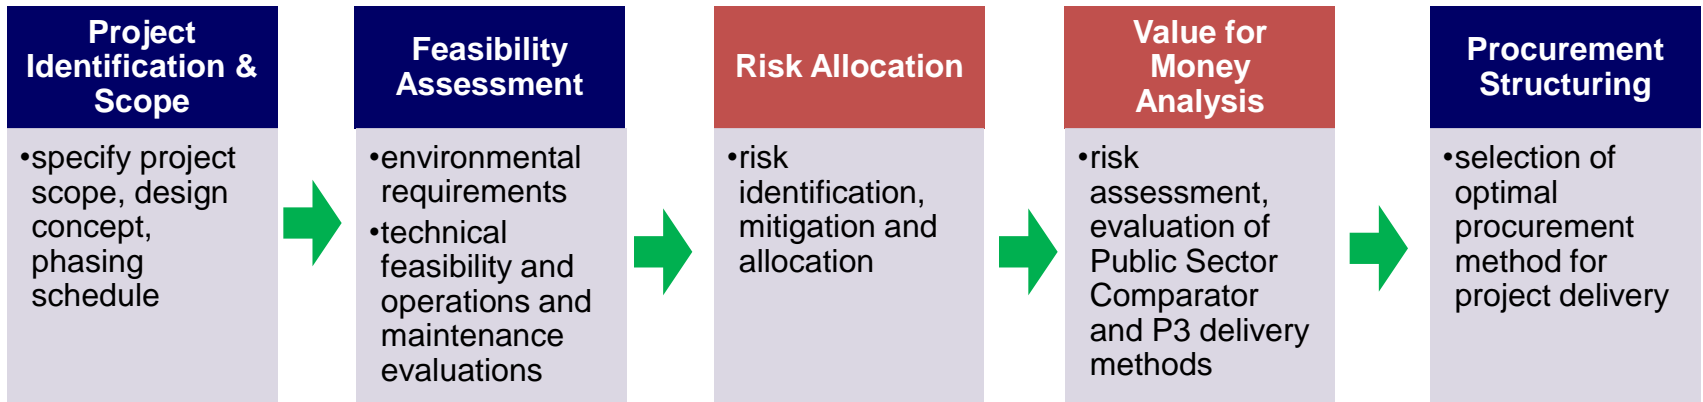 Project
Identification &
Scope
•specify project
scope, design
concept,
phasing
schedule
Feasibility
Assessment
•environmental
requirements
•technical
feasibility and
operations and
maintenance
evaluations
Risk Allocation
•risk
identification,
mitigation and
allocation
Value for
Money
Analysis
•risk
assessment,
evaluation of
Public Sector
Comparator
and P3 delivery
methods
Procurement
Structuring
•selection of
optimal
procurement
method for
project delivery